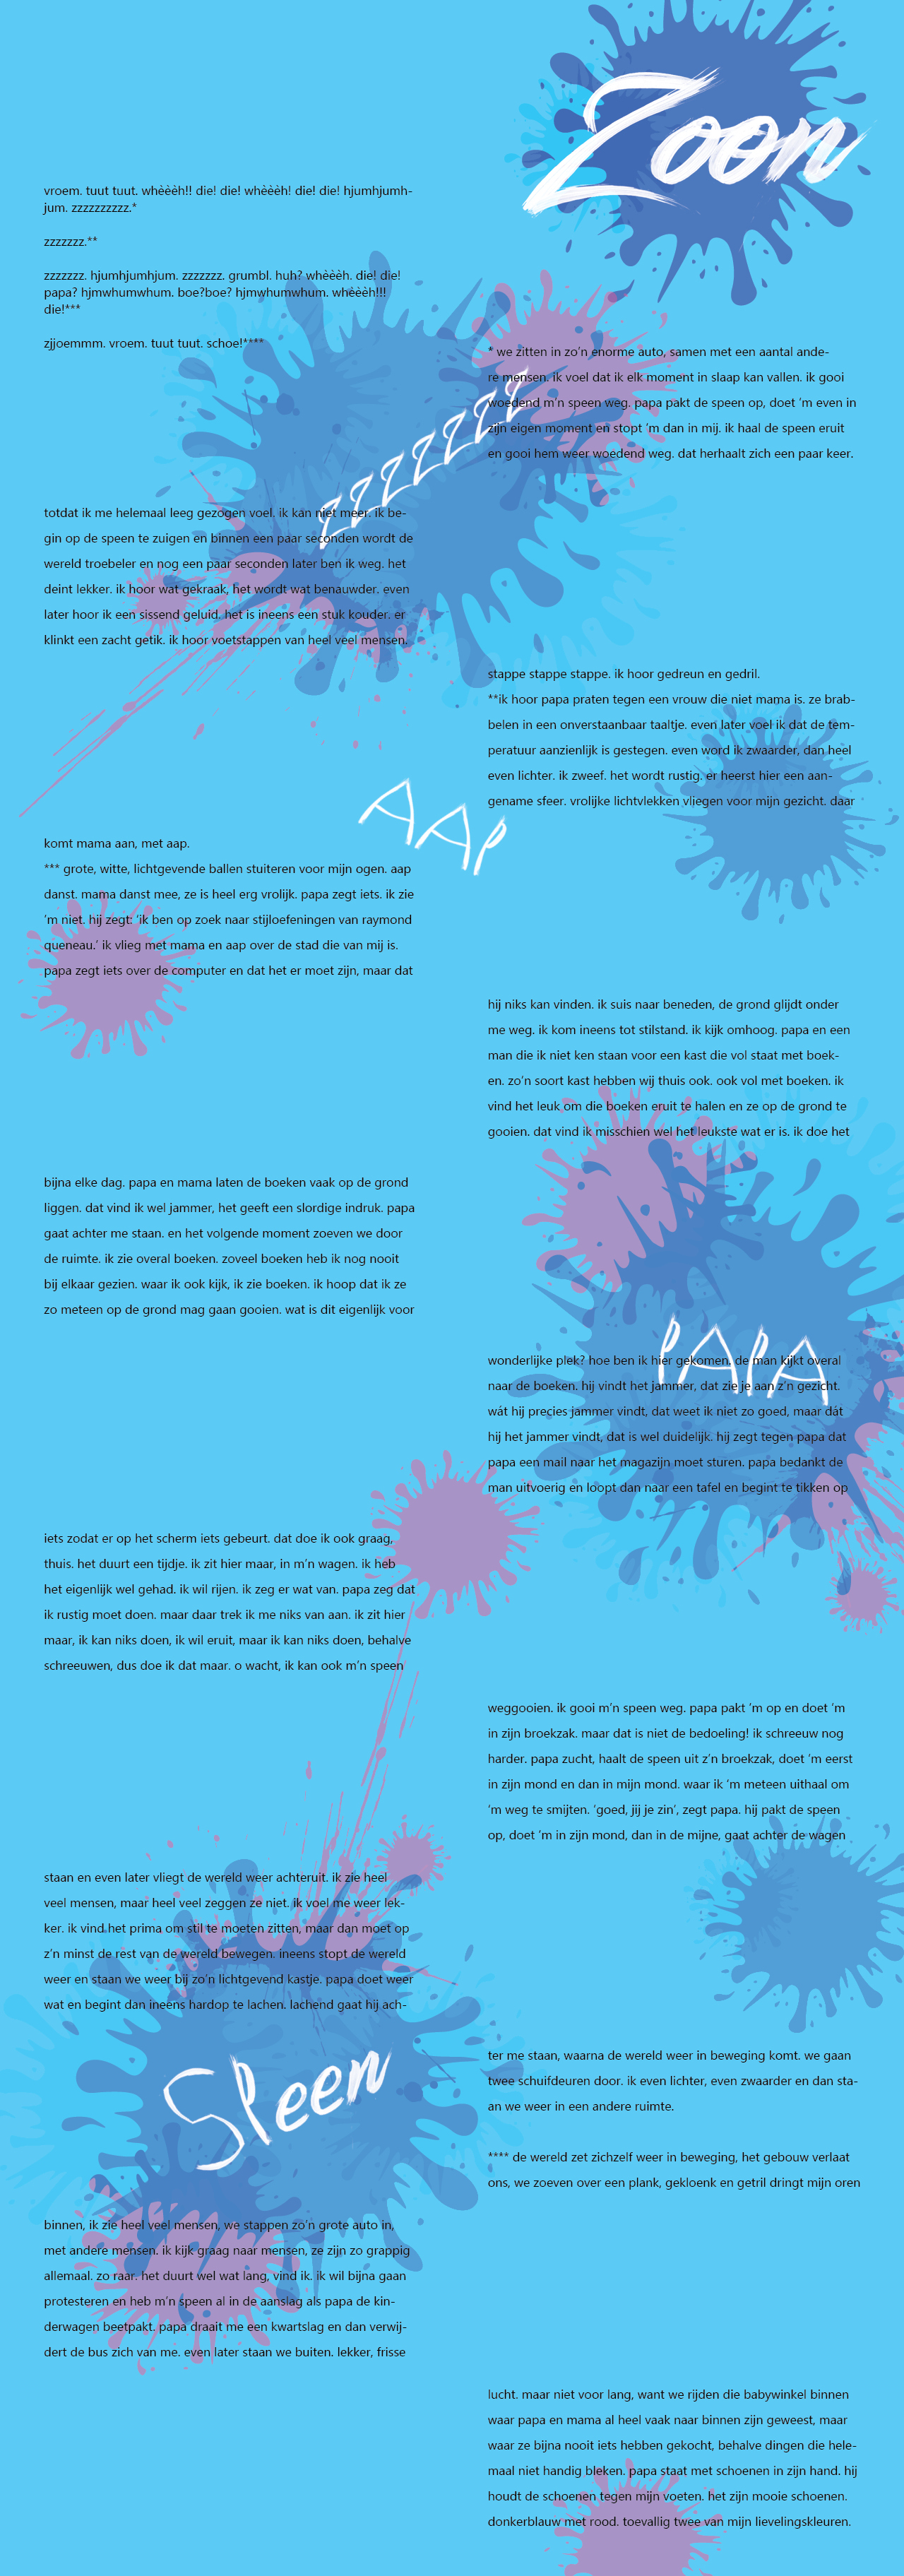 Zoon
vroem. tuut tuut. whèèèh!! die! die! whèèèh! die! die! hjumhjumh-
jum. zzzzzzzzzz.*
zzzzzzz.**
zzzzzzz. hjumhjumhjum. zzzzzzz. grumbl. huh? whèèèh. die! die!
papa? hjmwhumwhum. boe?boe? hjmwhumwhum. whèèèh!!!
die!***
zjjoemmm. vroem. tuut tuut. schoe!****
* we zitten in zo’n enorme auto, samen met een aantal ande-
re mensen. ik voel dat ik elk moment in slaap kan vallen. ik gooi
woedend m’n speen weg. papa pakt de speen op, doet ’m even in
zijn eigen moment en stopt ’m dan in mij. ik haal de speen eruit
en gooi hem weer woedend weg. dat herhaalt zich een paar keer.
zzzzzzzz
totdat ik me helemaal leeg gezogen voel. ik kan niet meer. ik be-
gin op de speen te zuigen en binnen een paar seconden wordt de
wereld troebeler en nog een paar seconden later ben ik weg. het
deint lekker. ik hoor wat gekraak, het wordt wat benauwder. even
later hoor ik een sissend geluid. het is ineens een stuk kouder. er
klinkt een zacht getik. ik hoor voetstappen van heel veel mensen.
stappe stappe stappe. ik hoor gedreun en gedril.
**ik hoor papa praten tegen een vrouw die niet mama is. ze brab-
belen in een onverstaanbaar taaltje. even later voel ik dat de tem-
peratuur aanzienlijk is gestegen. even word ik zwaarder, dan heel
even lichter. ik zweef. het wordt rustig. er heerst hier een aan-
gename sfeer. vrolijke lichtvlekken vliegen voor mijn gezicht. daar
AAp
komt mama aan, met aap.
*** grote, witte, lichtgevende ballen stuiteren voor mijn ogen. aap
danst. mama danst mee, ze is heel erg vrolijk. papa zegt iets. ik zie
’m niet. hij zegt: ‘ik ben op zoek naar stijloefeningen van raymond
queneau.’ ik vlieg met mama en aap over de stad die van mij is.
papa zegt iets over de computer en dat het er moet zijn, maar dat
hij niks kan vinden. ik suis naar beneden, de grond glijdt onder
me weg. ik kom ineens tot stilstand. ik kijk omhoog. papa en een
man die ik niet ken staan voor een kast die vol staat met boek-
en. zo’n soort kast hebben wij thuis ook. ook vol met boeken. ik
vind het leuk om die boeken eruit te halen en ze op de grond te
gooien. dat vind ik misschien wel het leukste wat er is. ik doe het
bijna elke dag. papa en mama laten de boeken vaak op de grond
liggen. dat vind ik wel jammer, het geeft een slordige indruk. papa
gaat achter me staan. en het volgende moment zoeven we door
de ruimte. ik zie overal boeken. zoveel boeken heb ik nog nooit
bij elkaar gezien. waar ik ook kijk, ik zie boeken. ik hoop dat ik ze
zo meteen op de grond mag gaan gooien. wat is dit eigenlijk voor
PAPA
wonderlijke plek? hoe ben ik hier gekomen. de man kijkt overal
naar de boeken. hij vindt het jammer, dat zie je aan z’n gezicht.
wát hij precies jammer vindt, dat weet ik niet zo goed, maar dát
hij het jammer vindt, dat is wel duidelijk. hij zegt tegen papa dat
papa een mail naar het magazijn moet sturen. papa bedankt de
man uitvoerig en loopt dan naar een tafel en begint te tikken op
iets zodat er op het scherm iets gebeurt. dat doe ik ook graag,
thuis. het duurt een tijdje. ik zit hier maar, in m’n wagen. ik heb
het eigenlijk wel gehad. ik wil rijen. ik zeg er wat van. papa zeg dat
ik rustig moet doen. maar daar trek ik me niks van aan. ik zit hier
maar, ik kan niks doen, ik wil eruit, maar ik kan niks doen, behalve
schreeuwen, dus doe ik dat maar. o wacht, ik kan ook m’n speen
weggooien. ik gooi m’n speen weg. papa pakt ’m op en doet ’m
in zijn broekzak. maar dat is niet de bedoeling! ik schreeuw nog
harder. papa zucht, haalt de speen uit z’n broekzak, doet ’m eerst
in zijn mond en dan in mijn mond. waar ik ’m meteen uithaal om
’m weg te smijten. ‘goed, jij je zin’, zegt papa. hij pakt de speen
op, doet ’m in zijn mond, dan in de mijne, gaat achter de wagen
staan en even later vliegt de wereld weer achteruit. ik zie heel
veel mensen, maar heel veel zeggen ze niet. ik voel me weer lek-
ker. ik vind het prima om stil te moeten zitten, maar dan moet op
z’n minst de rest van de wereld bewegen. ineens stopt de wereld
weer en staan we weer bij zo’n lichtgevend kastje. papa doet weer
wat en begint dan ineens hardop te lachen. lachend gaat hij ach-
ter me staan, waarna de wereld weer in beweging komt. we gaan
twee schuifdeuren door. ik even lichter, even zwaarder en dan sta-
an we weer in een andere ruimte.
Speen
**** de wereld zet zichzelf weer in beweging, het gebouw verlaat
ons, we zoeven over een plank, gekloenk en getril dringt mijn oren
binnen, ik zie heel veel mensen, we stappen zo’n grote auto in,
met andere mensen. ik kijk graag naar mensen, ze zijn zo grappig
allemaal. zo raar. het duurt wel wat lang, vind ik. ik wil bijna gaan
protesteren en heb m’n speen al in de aanslag als papa de kin-
derwagen beetpakt. papa draait me een kwartslag en dan verwij-
dert de bus zich van me. even later staan we buiten. lekker, frisse
lucht. maar niet voor lang, want we rijden die babywinkel binnen
waar papa en mama al heel vaak naar binnen zijn geweest, maar
waar ze bijna nooit iets hebben gekocht, behalve dingen die hele-
maal niet handig bleken. papa staat met schoenen in zijn hand. hij
houdt de schoenen tegen mijn voeten. het zijn mooie schoenen.
donkerblauw met rood. toevallig twee van mijn lievelingskleuren.